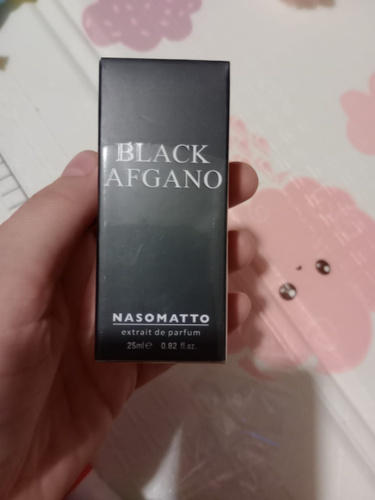 BLACK
AFGANO
NASOMATTO
extrait de parfum
25ml℮ 0.82 fl.oz.